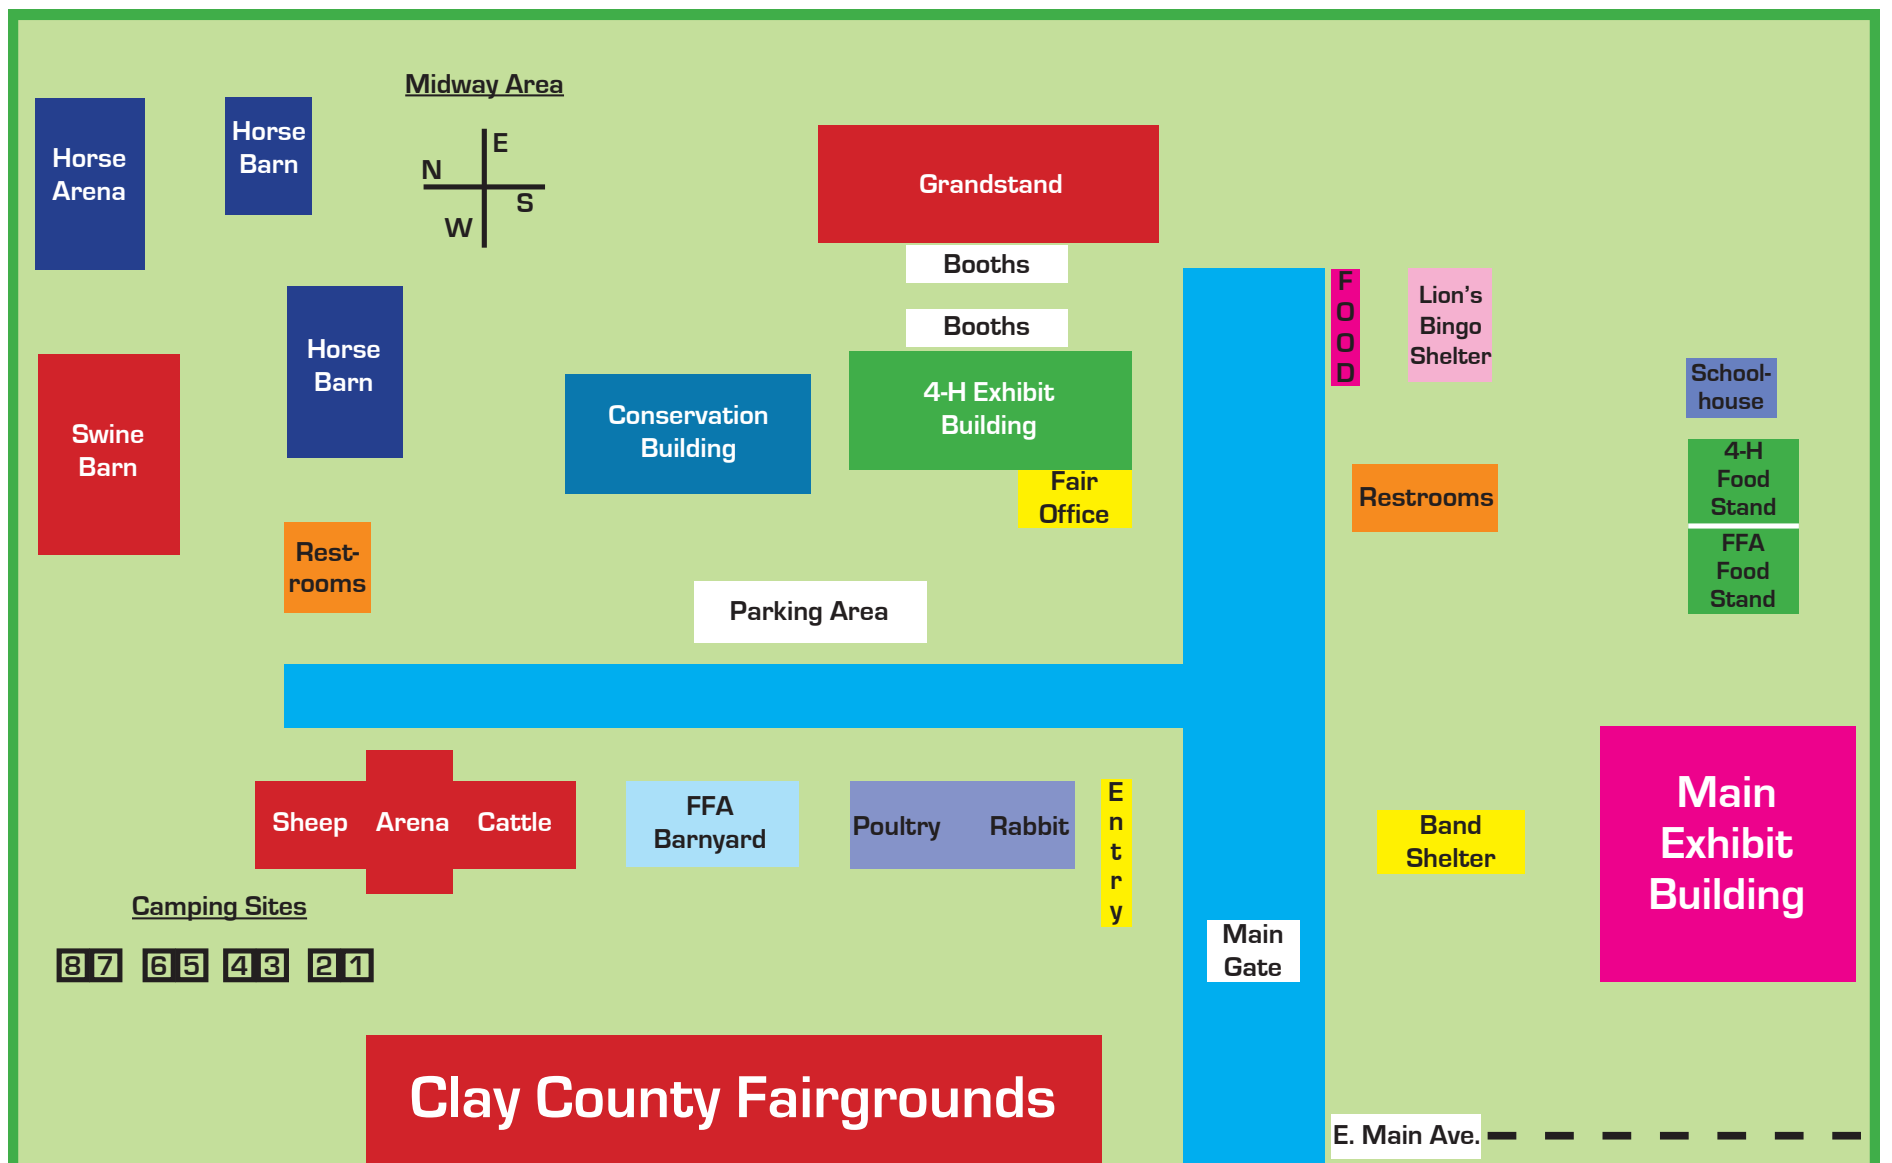 Midway Area
Horse
Arena
Horse
Barn
E
N
S
W
Grandstand
Booths
Booths
F
O
O
D
Lion's
Bingo
Shelter
Horse
Barn
Swine
Barn
Conservation
Building
4-H Exhibit
Building
Fair
Office
School-
house
4-H
Food
Stand
FFA
Food
Stand
Restrooms
Rest-
rooms
Parking Area
Sheep Arena Cattle
FFA
Barnyard
Poultry Rabbit
E
n
t
r
y
Band
Shelter
Main
Exhibit
Building
Camping Sites
8 7 6 5 4 3 2 1
Main
Gate
Clay County Fairgrounds
E. Main Ave.